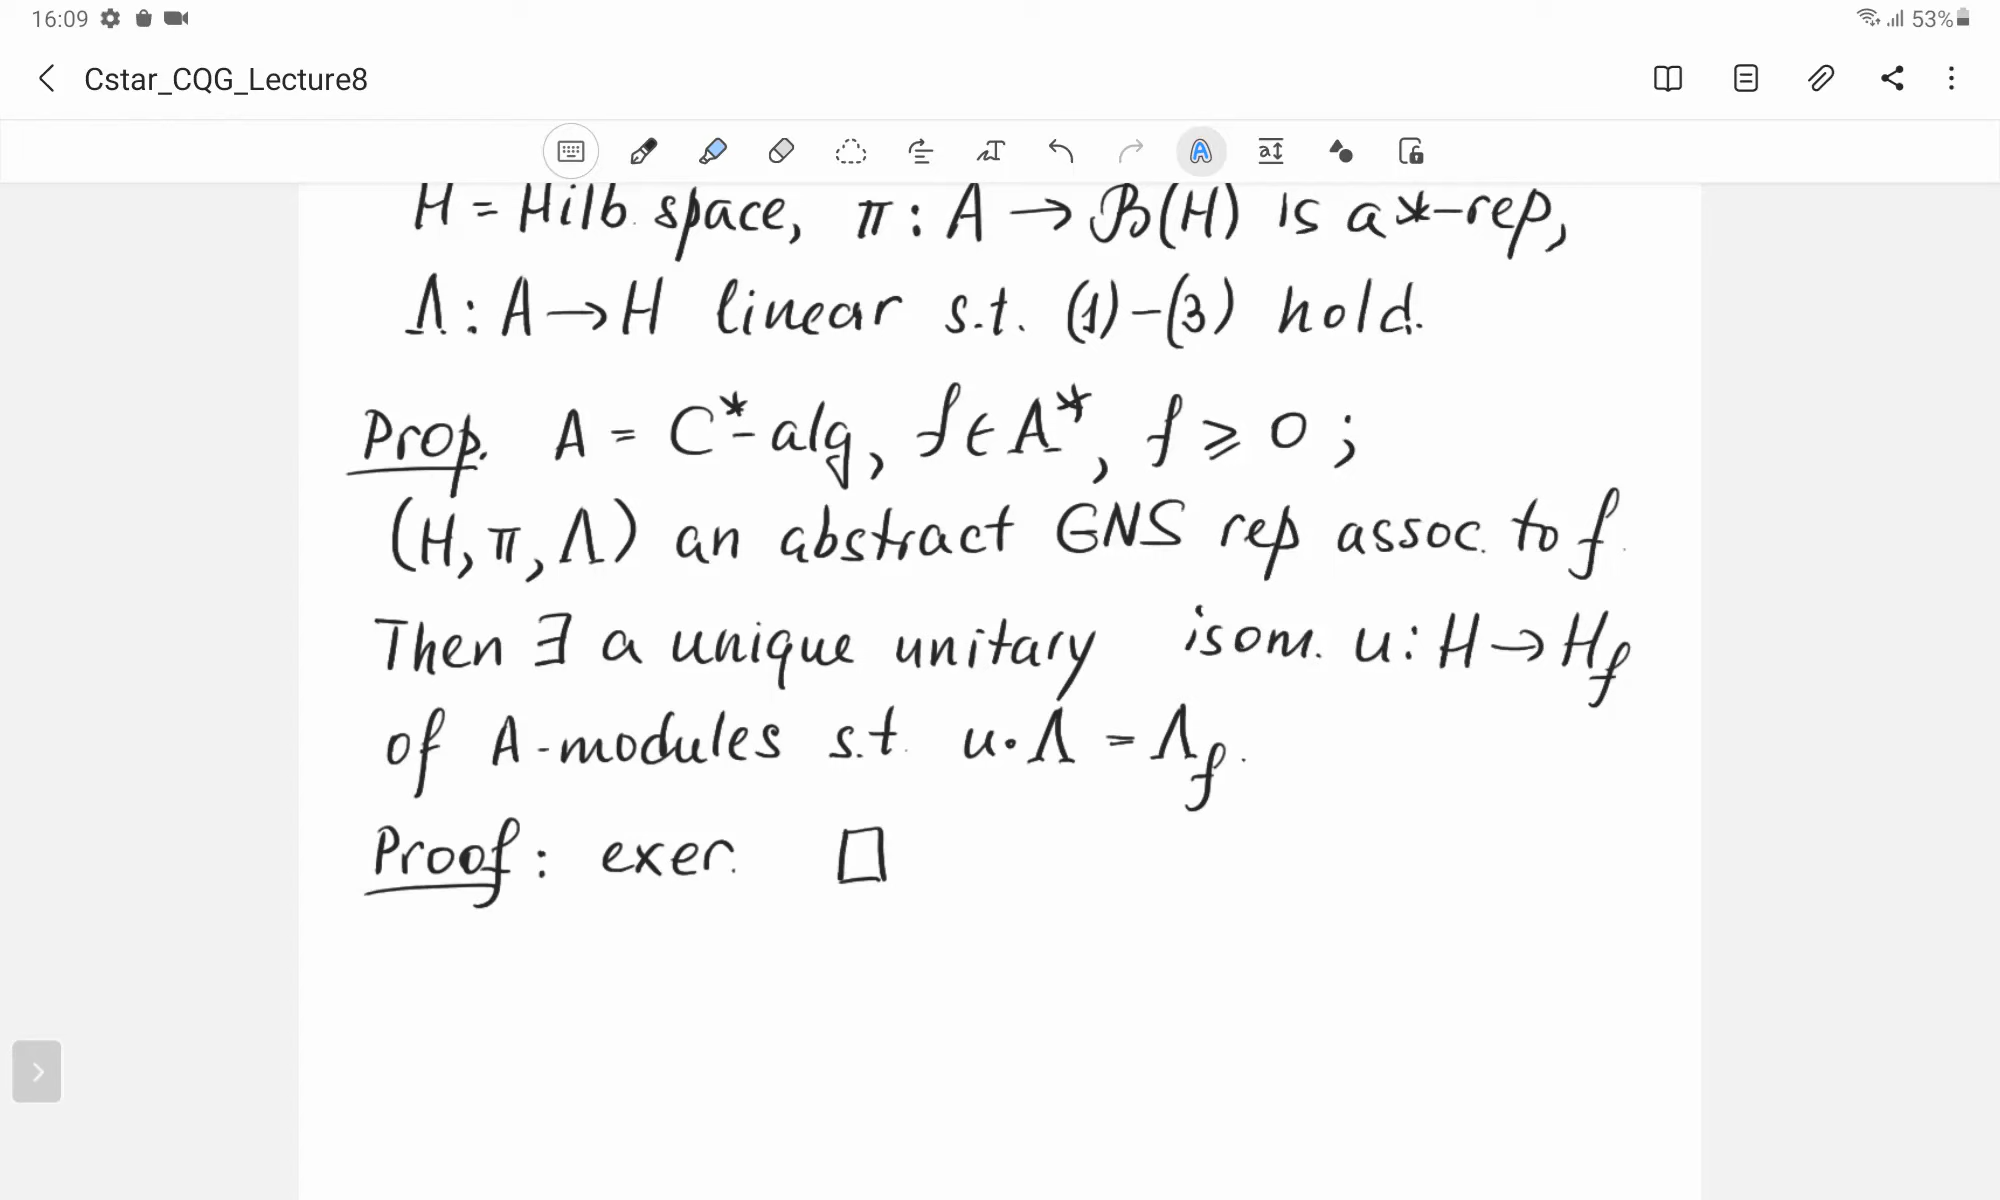 16:09 53%
Cstar_CQG_Lecture8
H = Hilb. space, π : A → B(H) is a *-rep,
Λ : A → H linear s.t. (1)-(3) hold.
Prop. A = C*-alg, f ∈ A*, f ⩾ 0 ;
(H, π, Λ) an abstract GNS rep assoc. to f.
Then ∃ a unique unitary isom. u : H → H_f
of A-modules s.t. u∘Λ = Λ_f.
Proof: exer. □